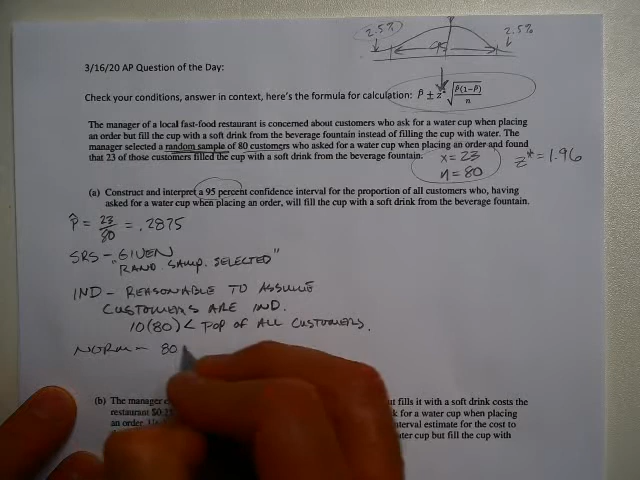 2.5% 95 2.5%
3/16/20 AP Question of the Day:
Check your conditions, answer in context, here's the formula for calculation: P̂ ± z* √(P̂(1-P̂)/n)
The manager of a local fast-food restaurant is concerned about customers who ask for a water cup when placing
an order but fill the cup with a soft drink from the beverage fountain instead of filling the cup with water. The
manager selected a random sample of 80 customers who asked for a water cup when placing an order and found
that 23 of those customers filled the cup with a soft drink from the beverage fountain.
x = 23
n = 80
z* = 1.96
(a) Construct and interpret a 95 percent confidence interval for the proportion of all customers who, having
asked for a water cup when placing an order, will fill the cup with a soft drink from the beverage fountain.
P̂ = 23/80 = .2875
SRS – GIVEN
"RAND. SAMP. SELECTED"
IND – REASONABLE TO ASSUME
CUSTOMERS ARE IND.
10(80) < POP OF ALL CUSTOMERS.
NORM – 80
(b) The manager e ut fills it with a soft drink costs the
restaurant $0.2 k for a water cup when placing
an order. terval estimate for the cost to
ater cup but fill the cup with